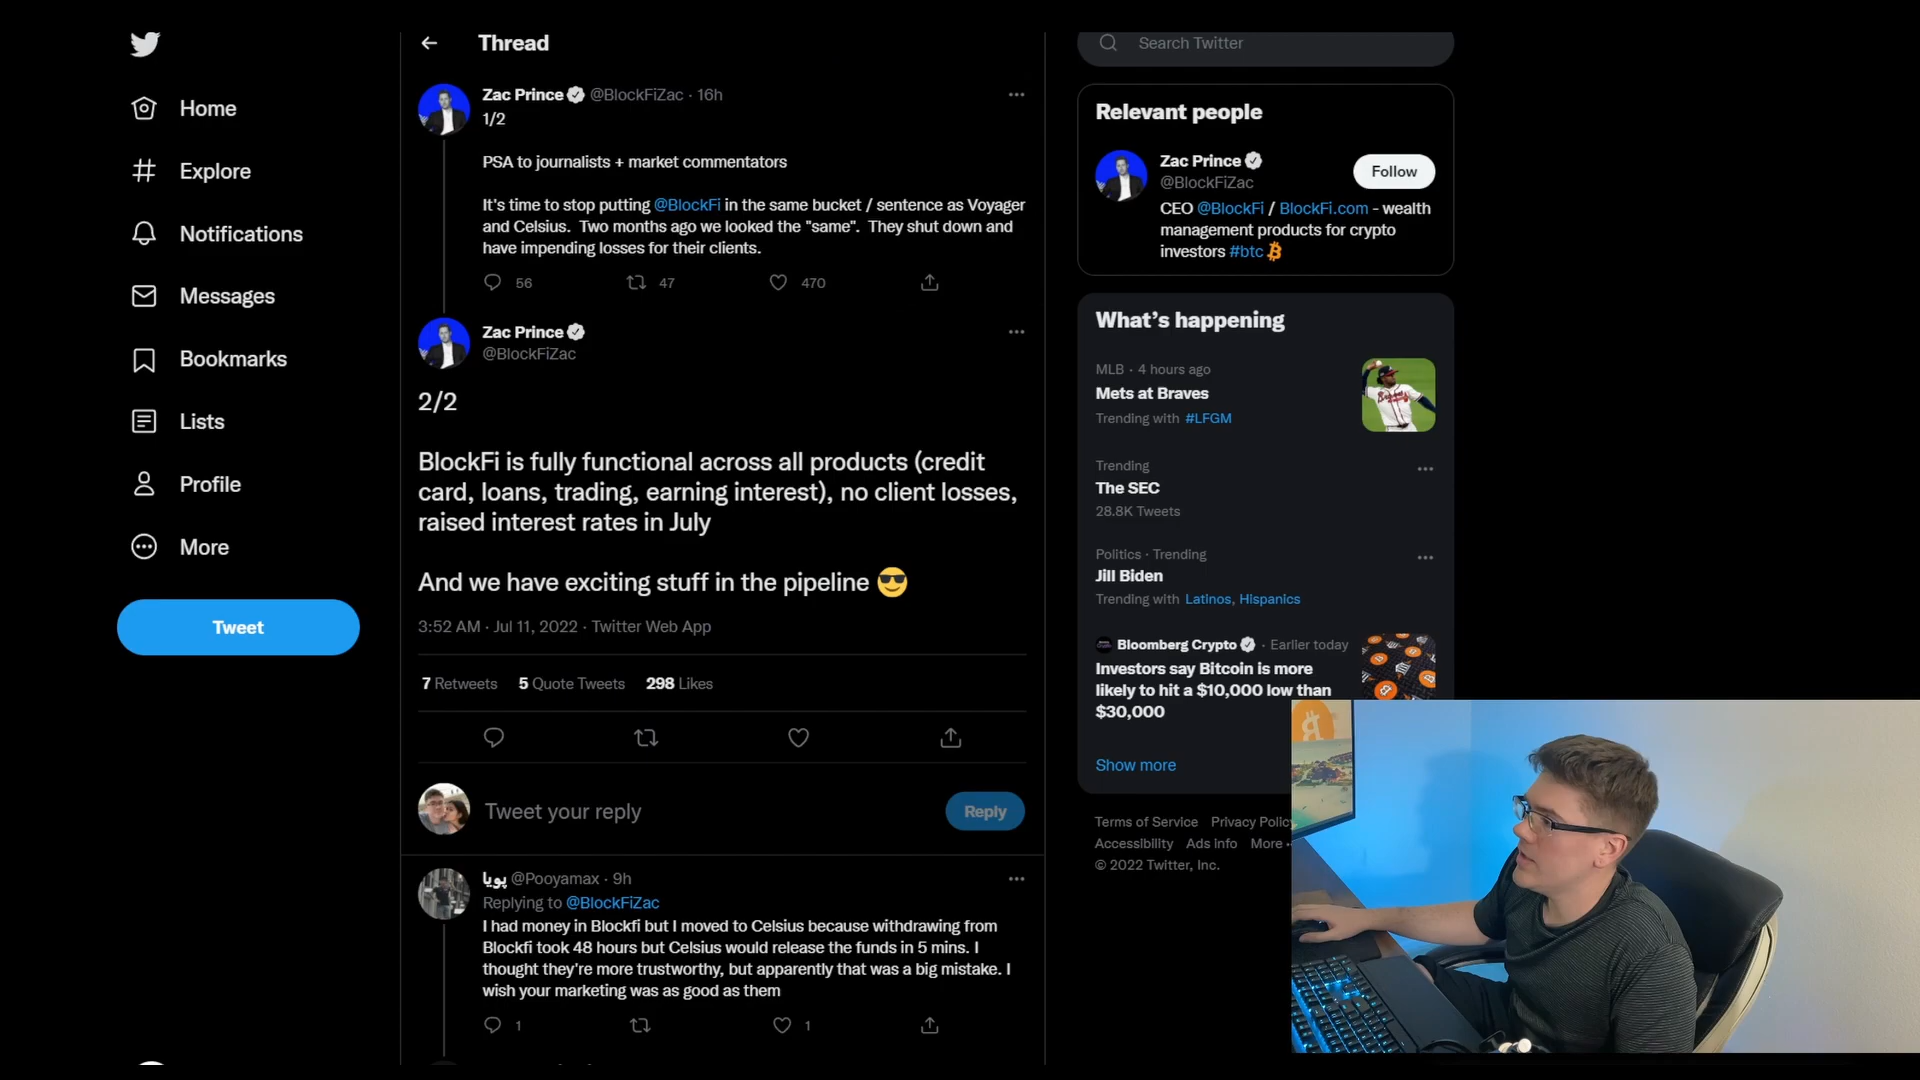 Home
Explore
Notifications
Messages
Bookmarks
Lists
Profile
More
Tweet
Thread
Zac Prince @BlockFiZac · 16h
1/2
PSA to journalists + market commentators
It's time to stop putting @BlockFi in the same bucket / sentence as Voyager
and Celsius. Two months ago we looked the "same". They shut down and
have impending losses for their clients.
56 47 470
Zac Prince
@BlockFiZac
2/2
BlockFi is fully functional across all products (credit
card, loans, trading, earning interest), no client losses,
raised interest rates in July
And we have exciting stuff in the pipeline 😎
3:52 AM · Jul 11, 2022 · Twitter Web App
7 Retweets 5 Quote Tweets 298 Likes
Tweet your reply
Reply
پویا @Pooyamax · 9h
Replying to @BlockFiZac
I had money in Blockfi but I moved to Celsius because withdrawing from
Blockfi took 48 hours but Celsius would release the funds in 5 mins. I
thought they're more trustworthy, but apparently that was a big mistake. I
wish your marketing was as good as them
1 1
Search Twitter
Relevant people
Zac Prince
@BlockFiZac
Follow
CEO @BlockFi / BlockFi.com - wealth
management products for crypto
investors #btc
What's happening
MLB · 4 hours ago
Mets at Braves
Trending with #LFGM
Trending
The SEC
28.8K Tweets
Politics · Trending
Jill Biden
Trending with Latinos, Hispanics
Bloomberg Crypto · Earlier today
Investors say Bitcoin is more
likely to hit a $10,000 low than
$30,000
Show more
Terms of Service Privacy Policy
Accessibility Ads info More
© 2022 Twitter, Inc.